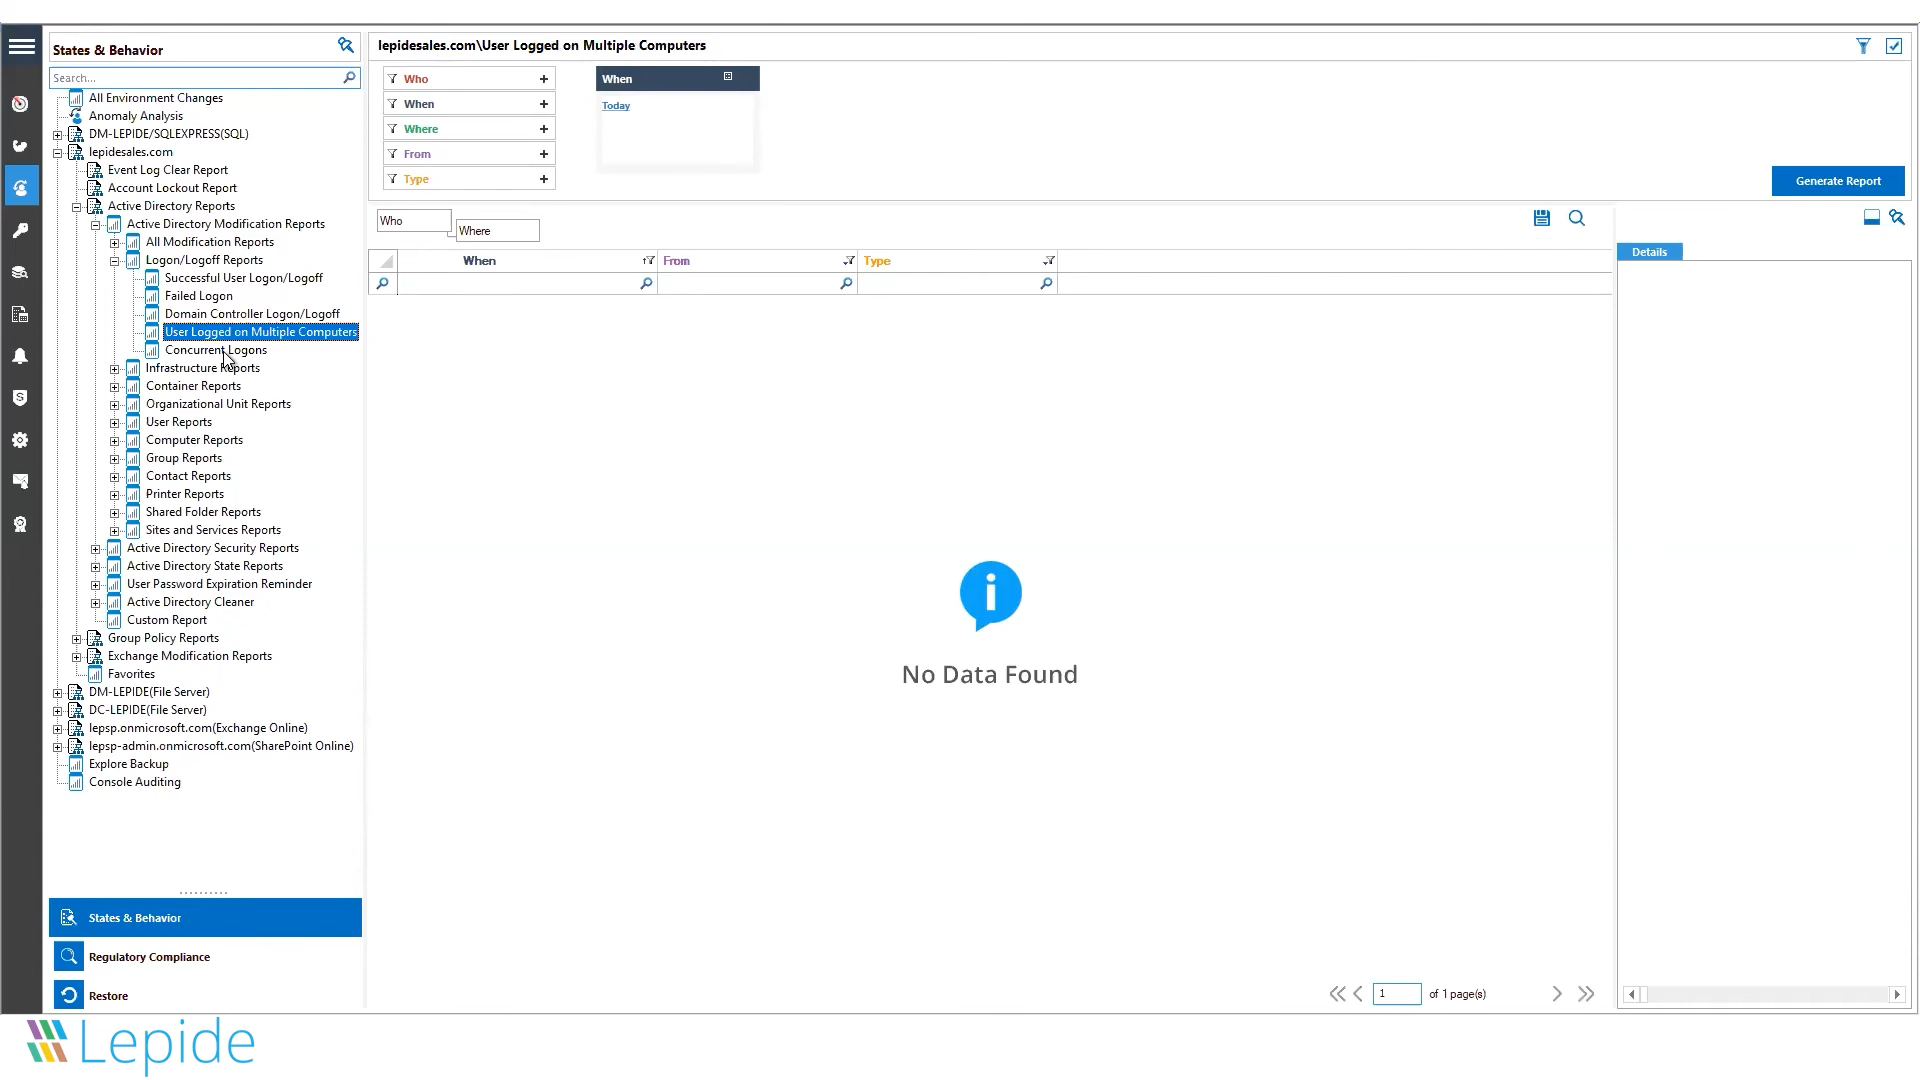 States & Behavior
Search...
All Environment Changes
Anomaly Analysis
DM-LEPIDE/SQLEXPRESS(SQL)
lepidesales.com
Event Log Clear Report
Account Lockout Report
Active Directory Reports
Active Directory Modification Reports
All Modification Reports
Logon/Logoff Reports
Successful User Logon/Logoff
Failed Logon
Domain Controller Logon/Logoff
User Logged on Multiple Computers
Concurrent Logons
Infrastructure Reports
Container Reports
Organizational Unit Reports
User Reports
Computer Reports
Group Reports
Contact Reports
Printer Reports
Shared Folder Reports
Sites and Services Reports
Active Directory Security Reports
Active Directory State Reports
User Password Expiration Reminder
Active Directory Cleaner
Custom Report
Group Policy Reports
Exchange Modification Reports
Favorites
DM-LEPIDE(File Server)
DC-LEPIDE(File Server)
lepsp.onmicrosoft.com(Exchange Online)
lepsp-admin.onmicrosoft.com(SharePoint Online)
Explore Backup
Console Auditing
States & Behavior
Regulatory Compliance
Restore
lepidesales.com\User Logged on Multiple Computers
Who +
When +
Where +
From +
Type +
When
Today
Generate Report
Who
Where
When From Type
Details
No Data Found
1 of 1 page(s)
Lepide